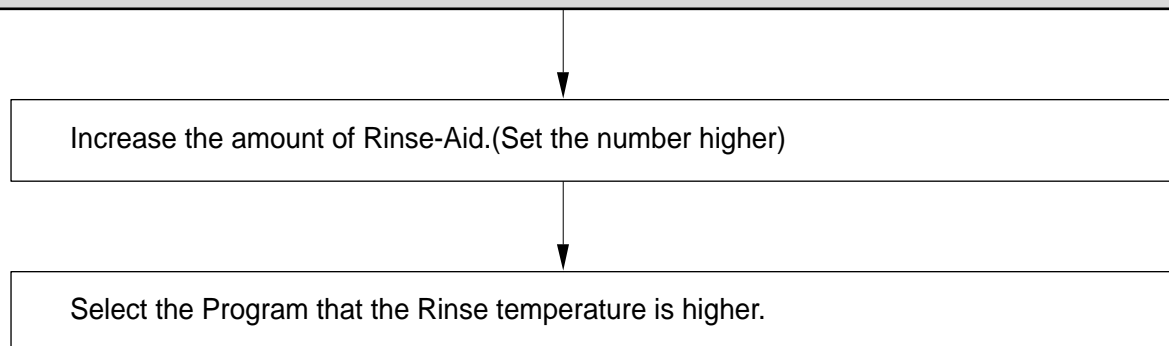 Increase the amount of Rinse-Aid.(Set the number higher)
Select the Program that the Rinse temperature is higher.